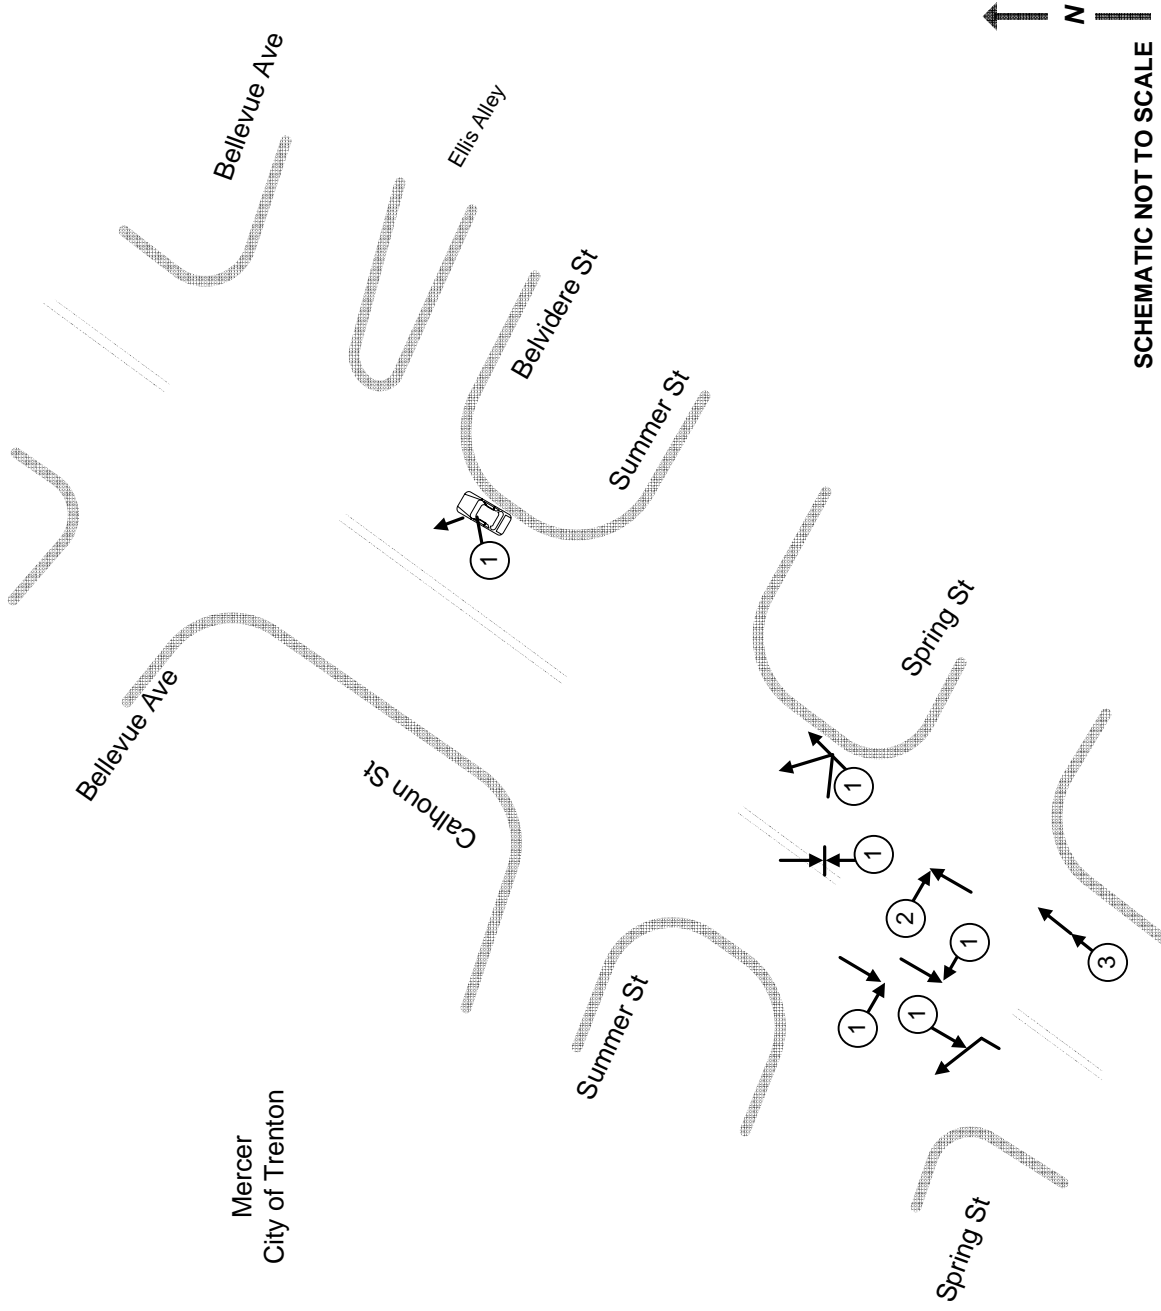 Mercer
City of Trenton
Bellevue Ave
Bellevue Ave
Calhoun St
Ellis Alley
Belvidere St
Summer St
Summer St
Spring St
Spring St
1
1
1
2
1
1
1
3
N
SCHEMATIC NOT TO SCALE